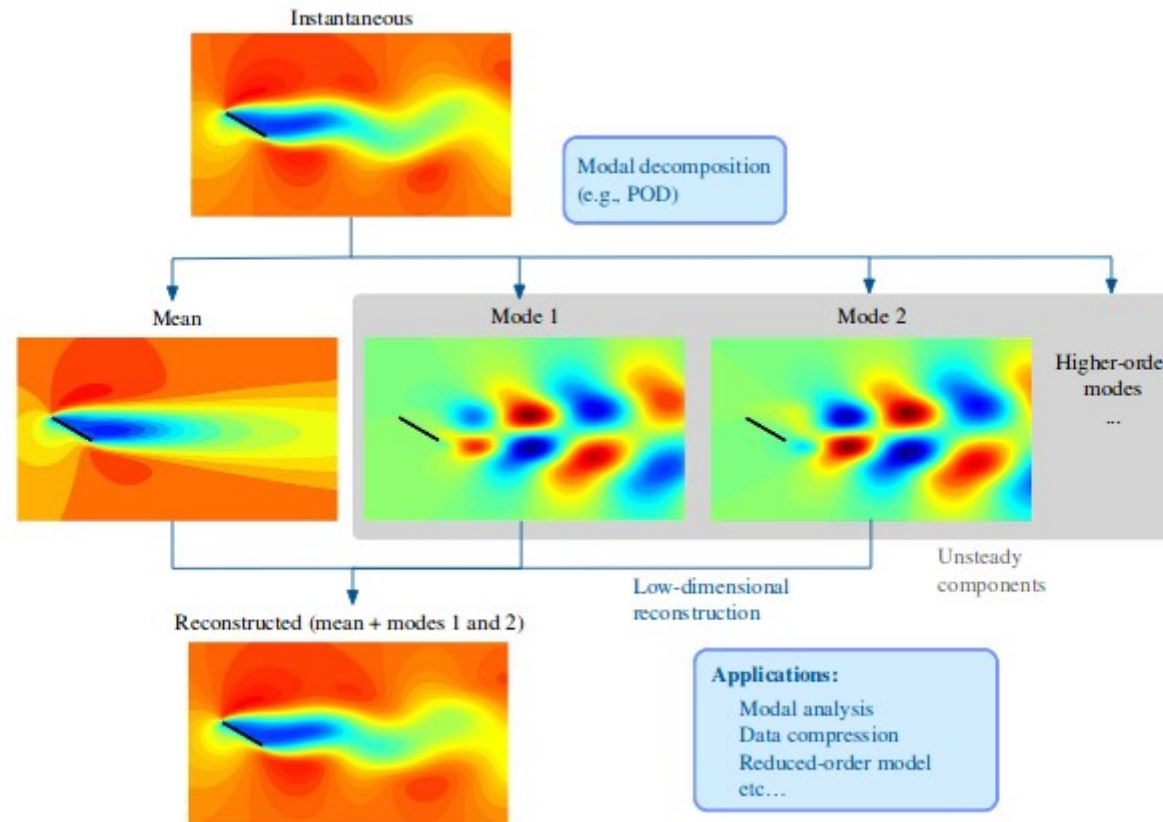 Instantaneous
Modal decomposition
(e.g., POD)
Mean
Mode 1
Mode 2
Higher-order
modes
...
Unsteady
components
Low-dimensional
reconstruction
Reconstructed (mean + modes 1 and 2)
Applications:
Modal analysis
Data compression
Reduced-order model
etc…